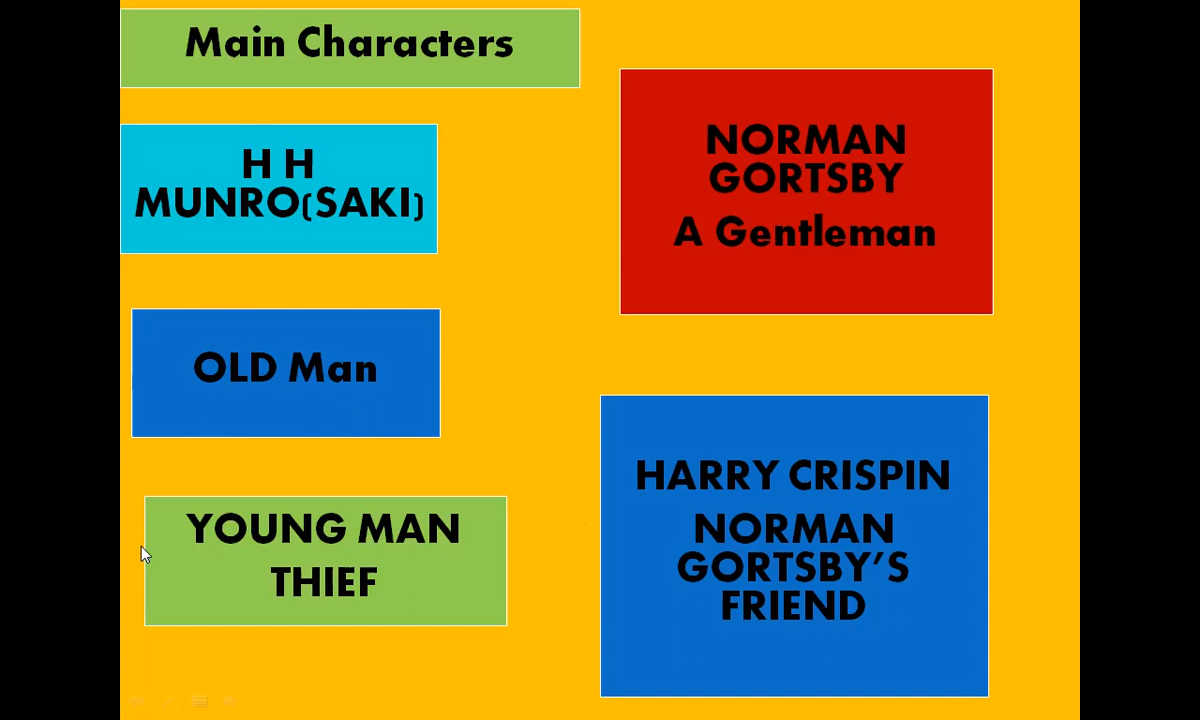 Main Characters
H H
MUNRO(SAKI)
OLD Man
YOUNG MAN
THIEF
NORMAN
GORTSBY
A Gentleman
HARRY CRISPIN
NORMAN
GORTSBY’S
FRIEND